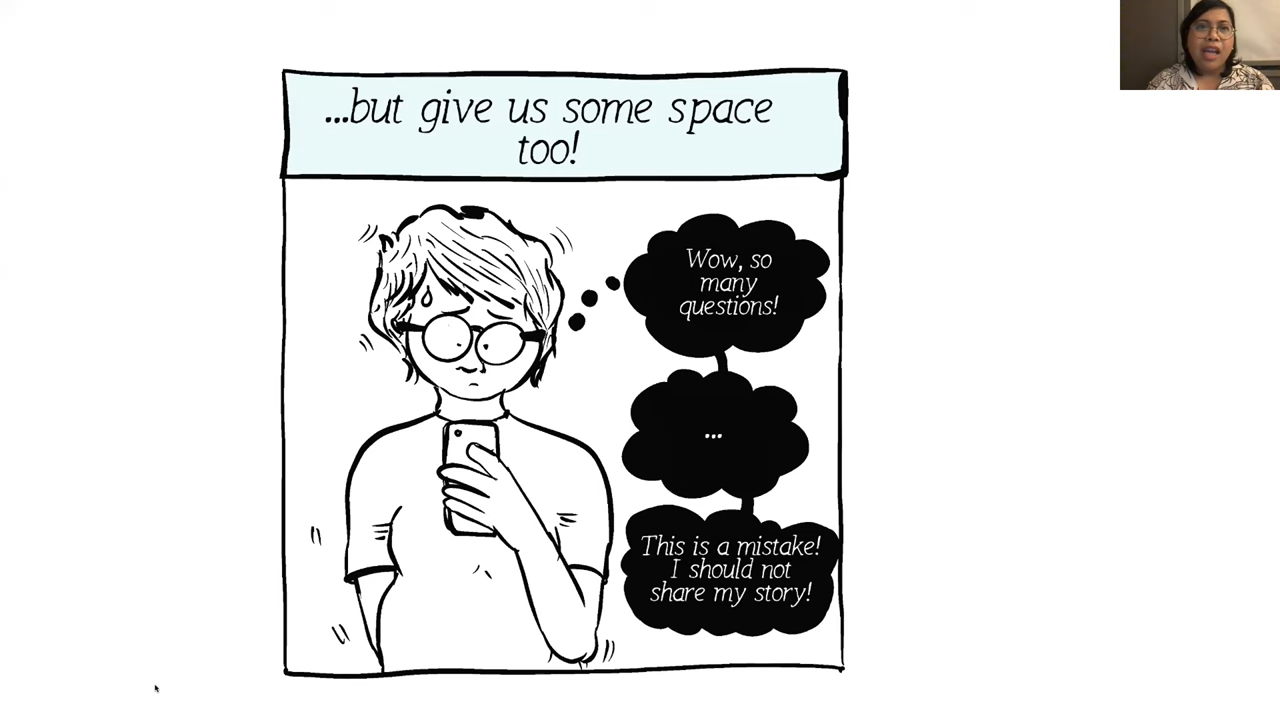 ...but give us some space
too!
Wow, so
many
questions!
...
This is a mistake!
I should not
share my story!